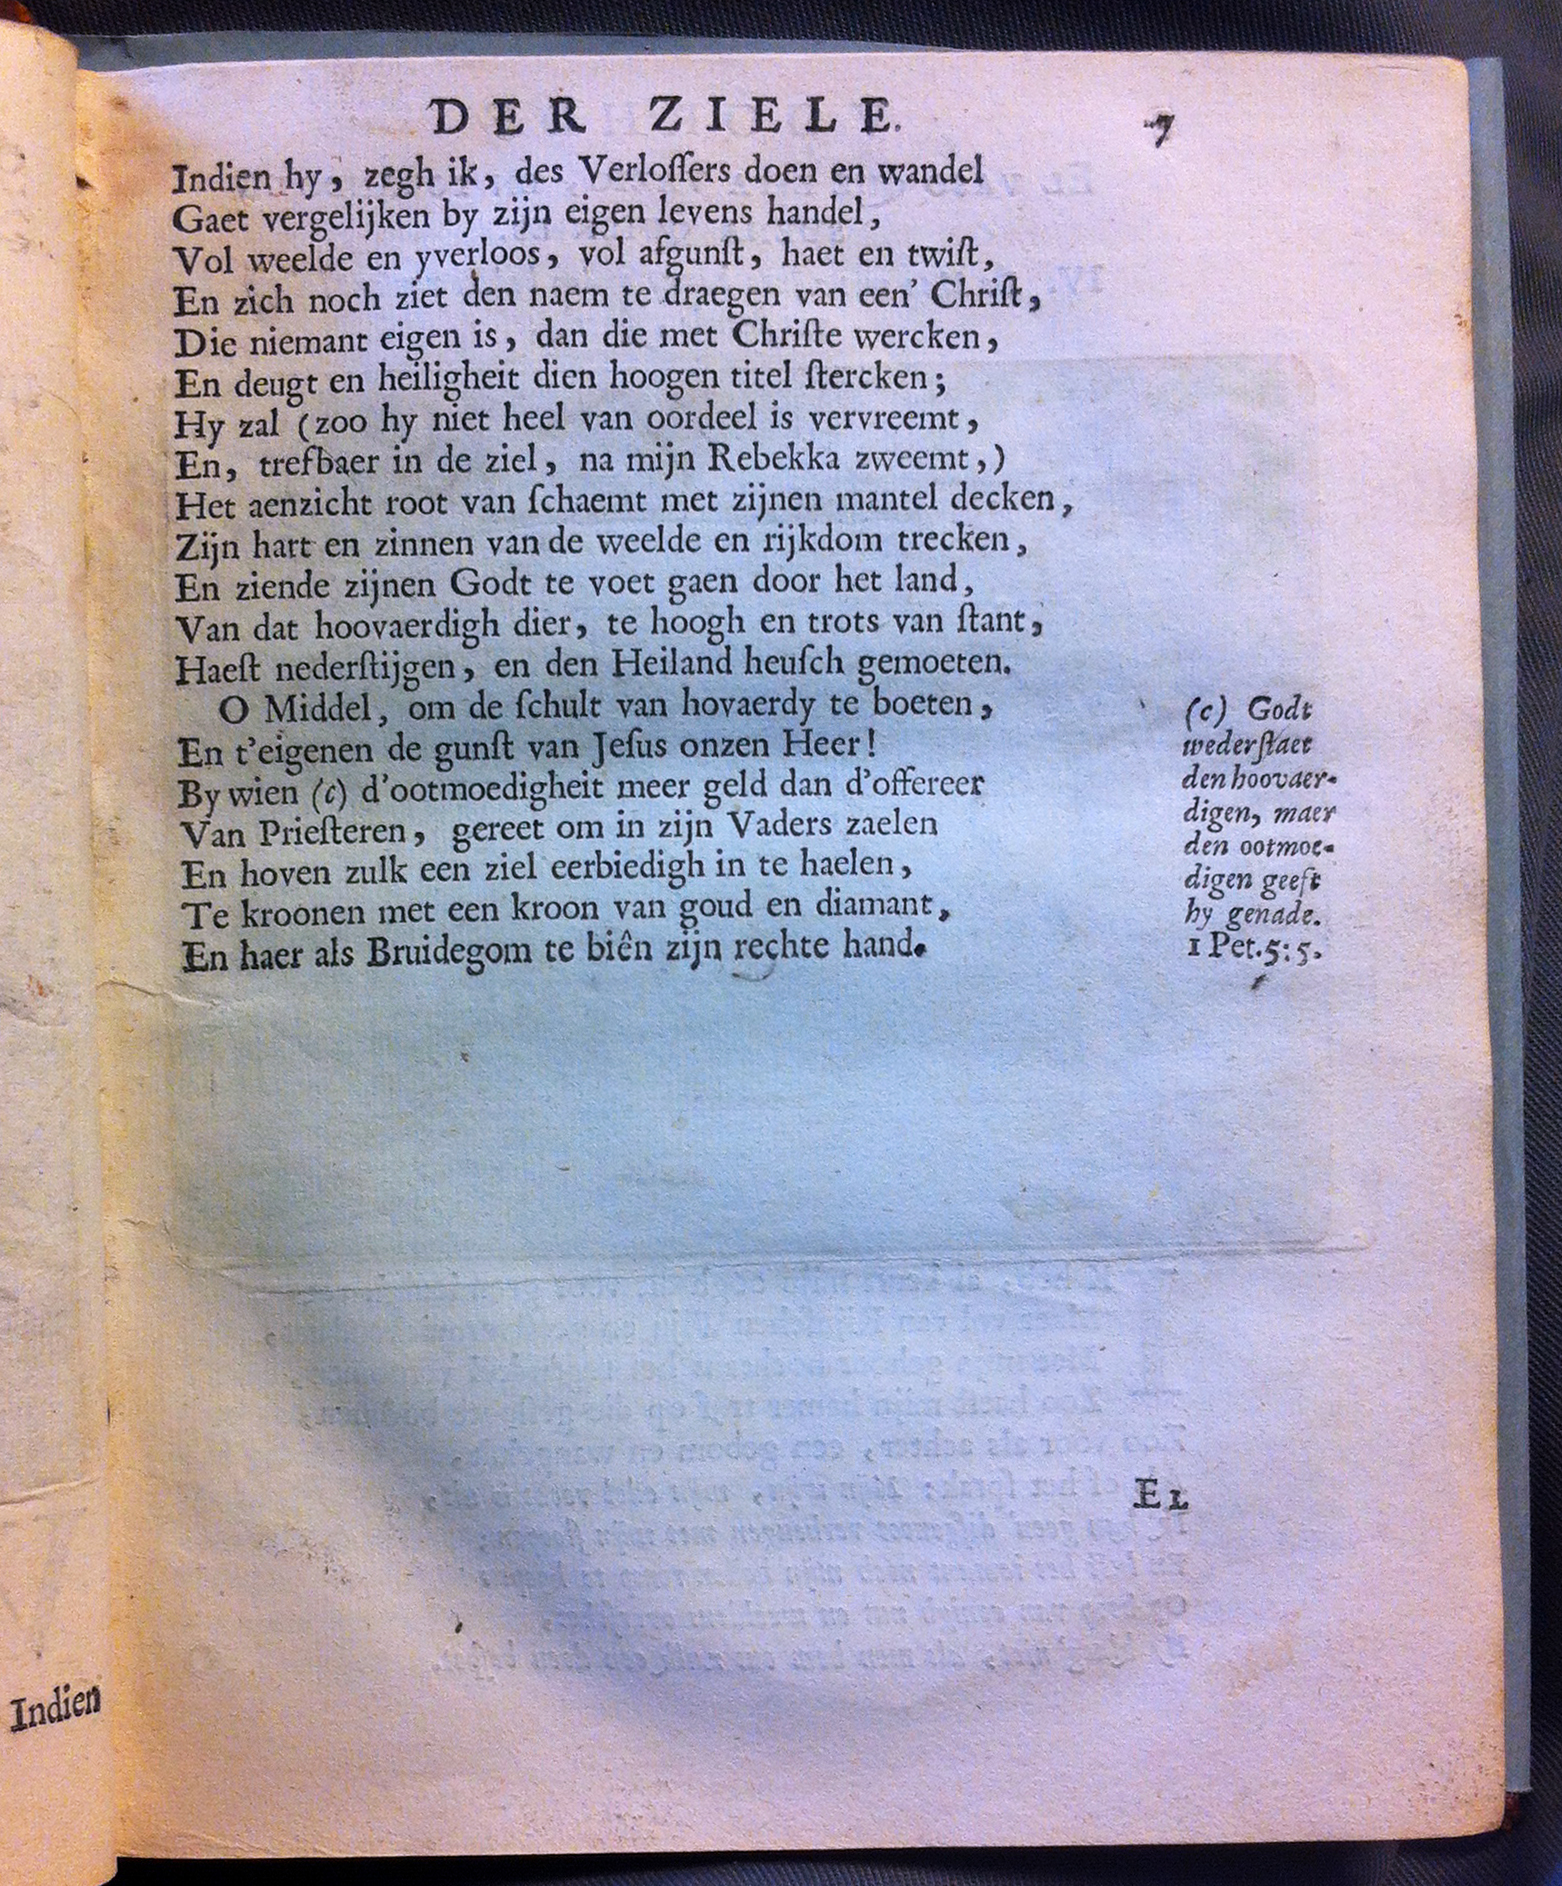 DER ZIELE. 7
Indien hy, zegh ik, des Verloſſers doen en wandel
Gaet vergelijken by zijn eigen levens handel,
Vol weelde en yverloos, vol afgunſt, haet en twiſt,
En zich noch ziet den naem te draegen van een' Chriſt,
Die niemant eigen is, dan die met Chriſte wercken,
En deugt en heiligheit dien hoogen titel ſtercken;
Hy zal (zoo hy niet heel van oordeel is vervreemt,
En, trefbaer in de ziel, na mijn Rebekka zweemt,)
Het aenzicht root van ſchaemt met zijnen mantel decken,
Zijn hart en zinnen van de weelde en rijkdom trecken,
En ziende zijnen Godt te voet gaen door het land,
Van dat hoovaerdigh dier, te hoogh en trots van ſtant,
Haeſt nederſtijgen, en den Heiland heuſch gemoeten.
O Middel, om de ſchult van hovaerdy te boeten,
En t'eigenen de gunſt van Jeſus onzen Heer!
By wien (c) d'ootmoedigheit meer geld dan d'offereer
Van Prieſteren, gereet om in zijn Vaders zaelen
En hoven zulk een ziel eerbiedigh in te haelen,
Te kroonen met een kroon van goud en diamant,
En haer als Bruidegom te biên zijn rechte hand.
(c) Godt
wederſtaet
den hoovaer-
digen, maer
den ootmoe-
digen geeft
hy genade.
1 Pet. 5: 5.
EL
Indien